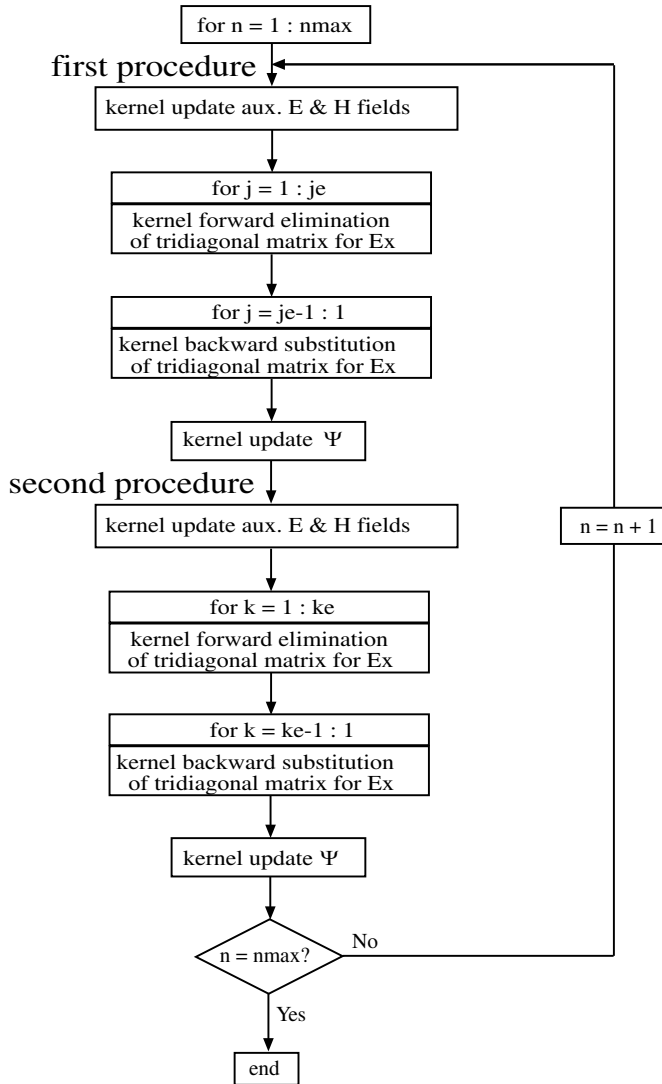 for n = 1 : nmax
first procedure
kernel update aux. E & H fields
for j = 1 : je
kernel forward elimination
of tridiagonal matrix for Ex
for j = je-1 : 1
kernel backward substitution
of tridiagonal matrix for Ex
kernel update Ψ
second procedure
kernel update aux. E & H fields
n = n + 1
for k = 1 : ke
kernel forward elimination
of tridiagonal matrix for Ex
for k = ke-1 : 1
kernel backward substitution
of tridiagonal matrix for Ex
kernel update Ψ
n = nmax?
No
Yes
end